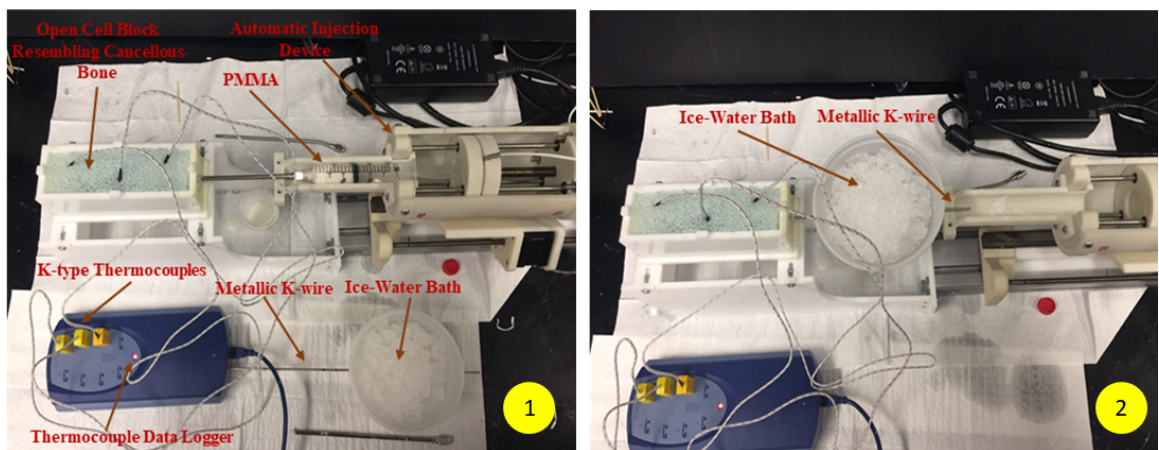 Open Cell Block
Resembling Cancellous
Bone
Automatic Injection
Device
PMMA
K-type Thermocouples
Metallic K-wire
Ice-Water Bath
Thermocouple Data Logger
1
Ice-Water Bath
Metallic K-wire
2